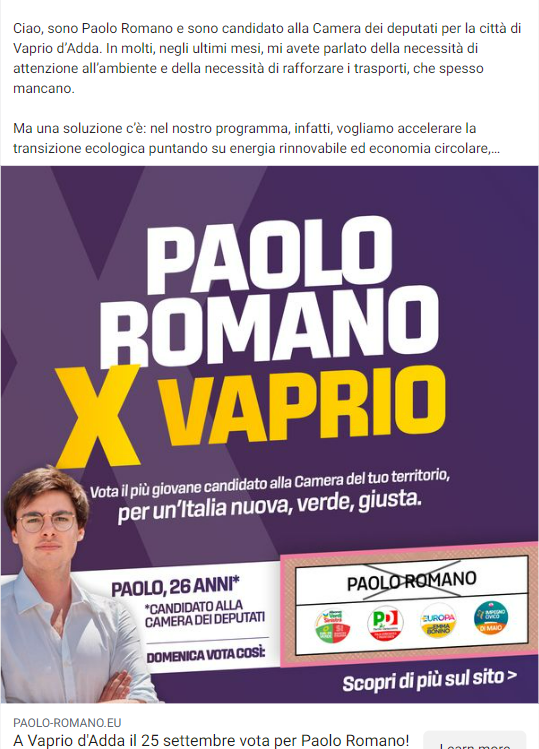 Ciao, sono Paolo Romano e sono candidato alla Camera dei deputati per la città di
Vaprio d'Adda. In molti, negli ultimi mesi, mi avete parlato della necessità di
attenzione all'ambiente e della necessità di rafforzare i trasporti, che spesso
mancano.
Ma una soluzione c'è: nel nostro programma, infatti, vogliamo accelerare la
transizione ecologica puntando su energia rinnovabile ed economia circolare,...
PAOLO
ROMANO
X VAPRIO
Vota il più giovane candidato alla Camera del tuo territorio,
per un'Italia nuova, verde, giusta.
PAOLO, 26 ANNI*
*CANDIDATO ALLA
CAMERA DEI DEPUTATI
DOMENICA VOTA COSÌ:
PAOLO ROMANO
PD
EUROPA
EMMA
BONINO
IMPEGNO
CIVICO
DI MAIO
Scopri di più sul sito >
PAOLO-ROMANO.EU
A Vaprio d'Adda il 25 settembre vota per Paolo Romano!
Learn more